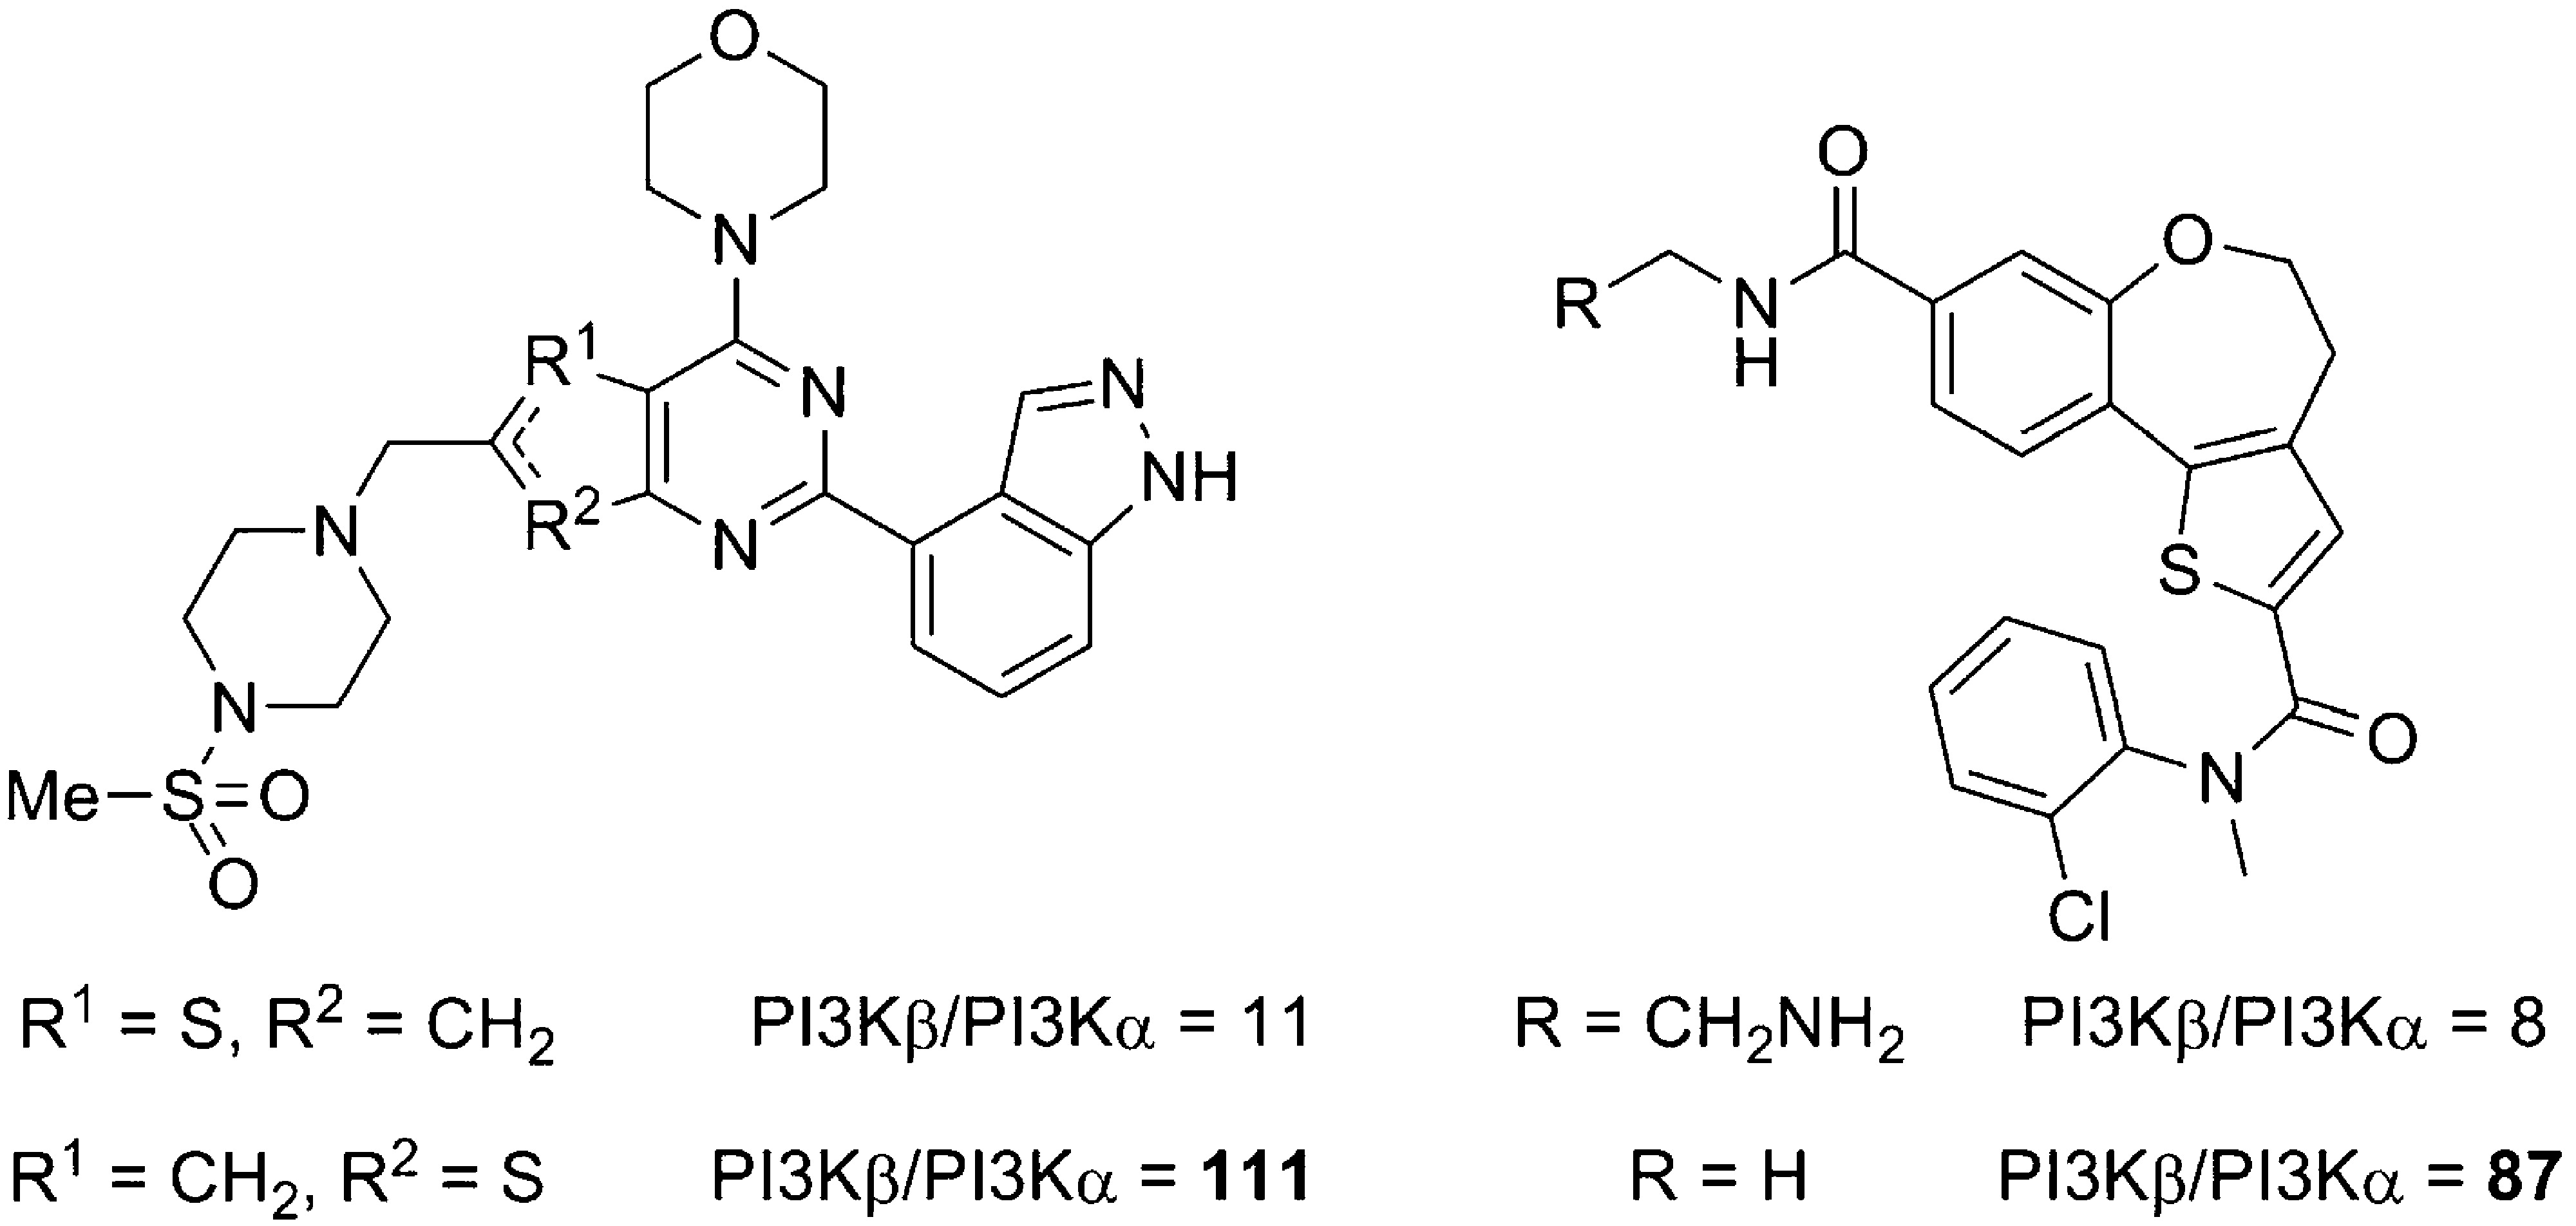 O
O
N
O
R
N
H
R¹
N
N
NH
R²
N
N
S
N
O
N
Me
S
O
O
Cl
R¹ = S, R² = CH₂ PI3Kβ/PI3Kα = 11 R = CH₂NH₂ PI3Kβ/PI3Kα = 8
R¹ = CH₂, R² = S PI3Kβ/PI3Kα = 111 R = H PI3Kβ/PI3Kα = 87